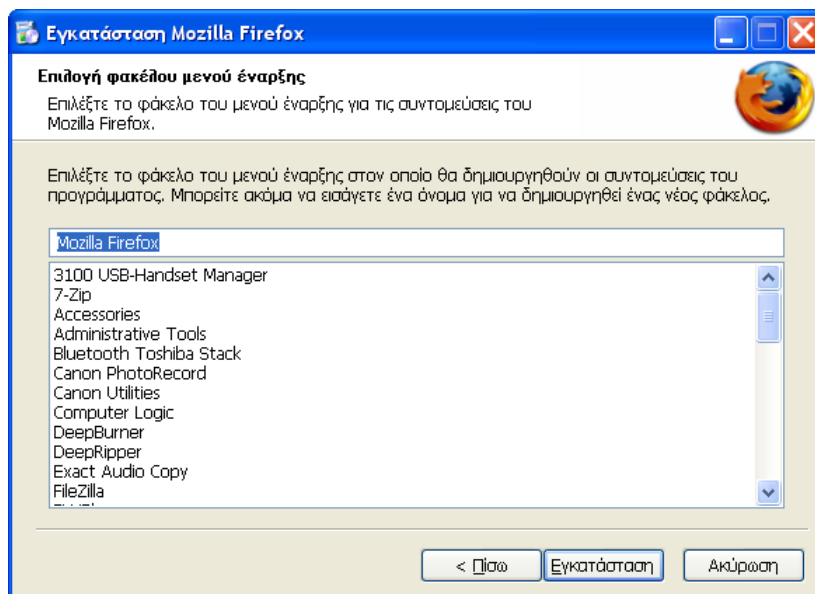 Εγκατάσταση Mozilla Firefox
Επιλογή φακέλου μενού έναρξης
Επιλέξτε το φάκελο του μενού έναρξης για τις συντομεύσεις του
Mozilla Firefox.
Επιλέξτε το φάκελο του μενού έναρξης στον οποίο θα δημιουργηθούν οι συντομεύσεις του
προγράμματος. Μπορείτε ακόμα να εισάγετε ένα όνομα για να δημιουργηθεί ένας νέος φάκελος.
Mozilla Firefox
3100 USB-Handset Manager
7-Zip
Accessories
Administrative Tools
Bluetooth Toshiba Stack
Canon PhotoRecord
Canon Utilities
Computer Logic
DeepBurner
DeepRipper
Exact Audio Copy
FileZilla
< Πίσω
Εγκατάσταση
Ακύρωση